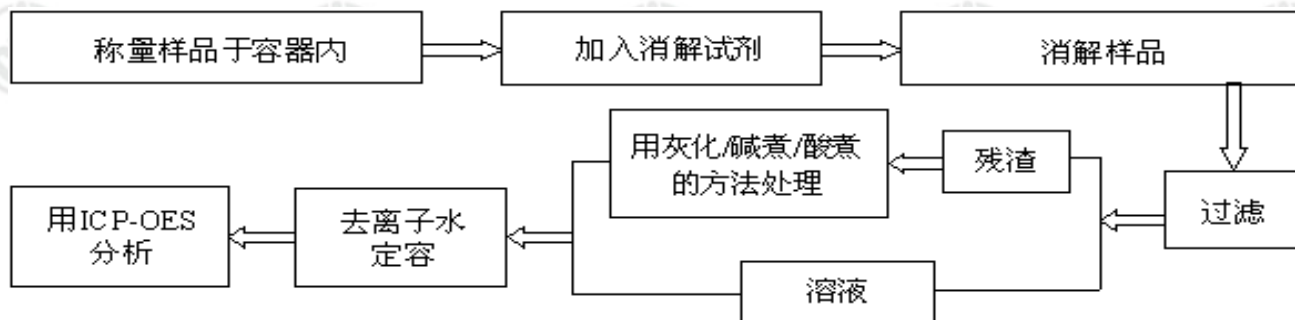 称量样品于容器内
加入消解试剂
消解样品
过滤
残渣
用灰化/碱煮/酸煮
的方法处理
溶液
去离子水
定容
用ICP-OES
分析